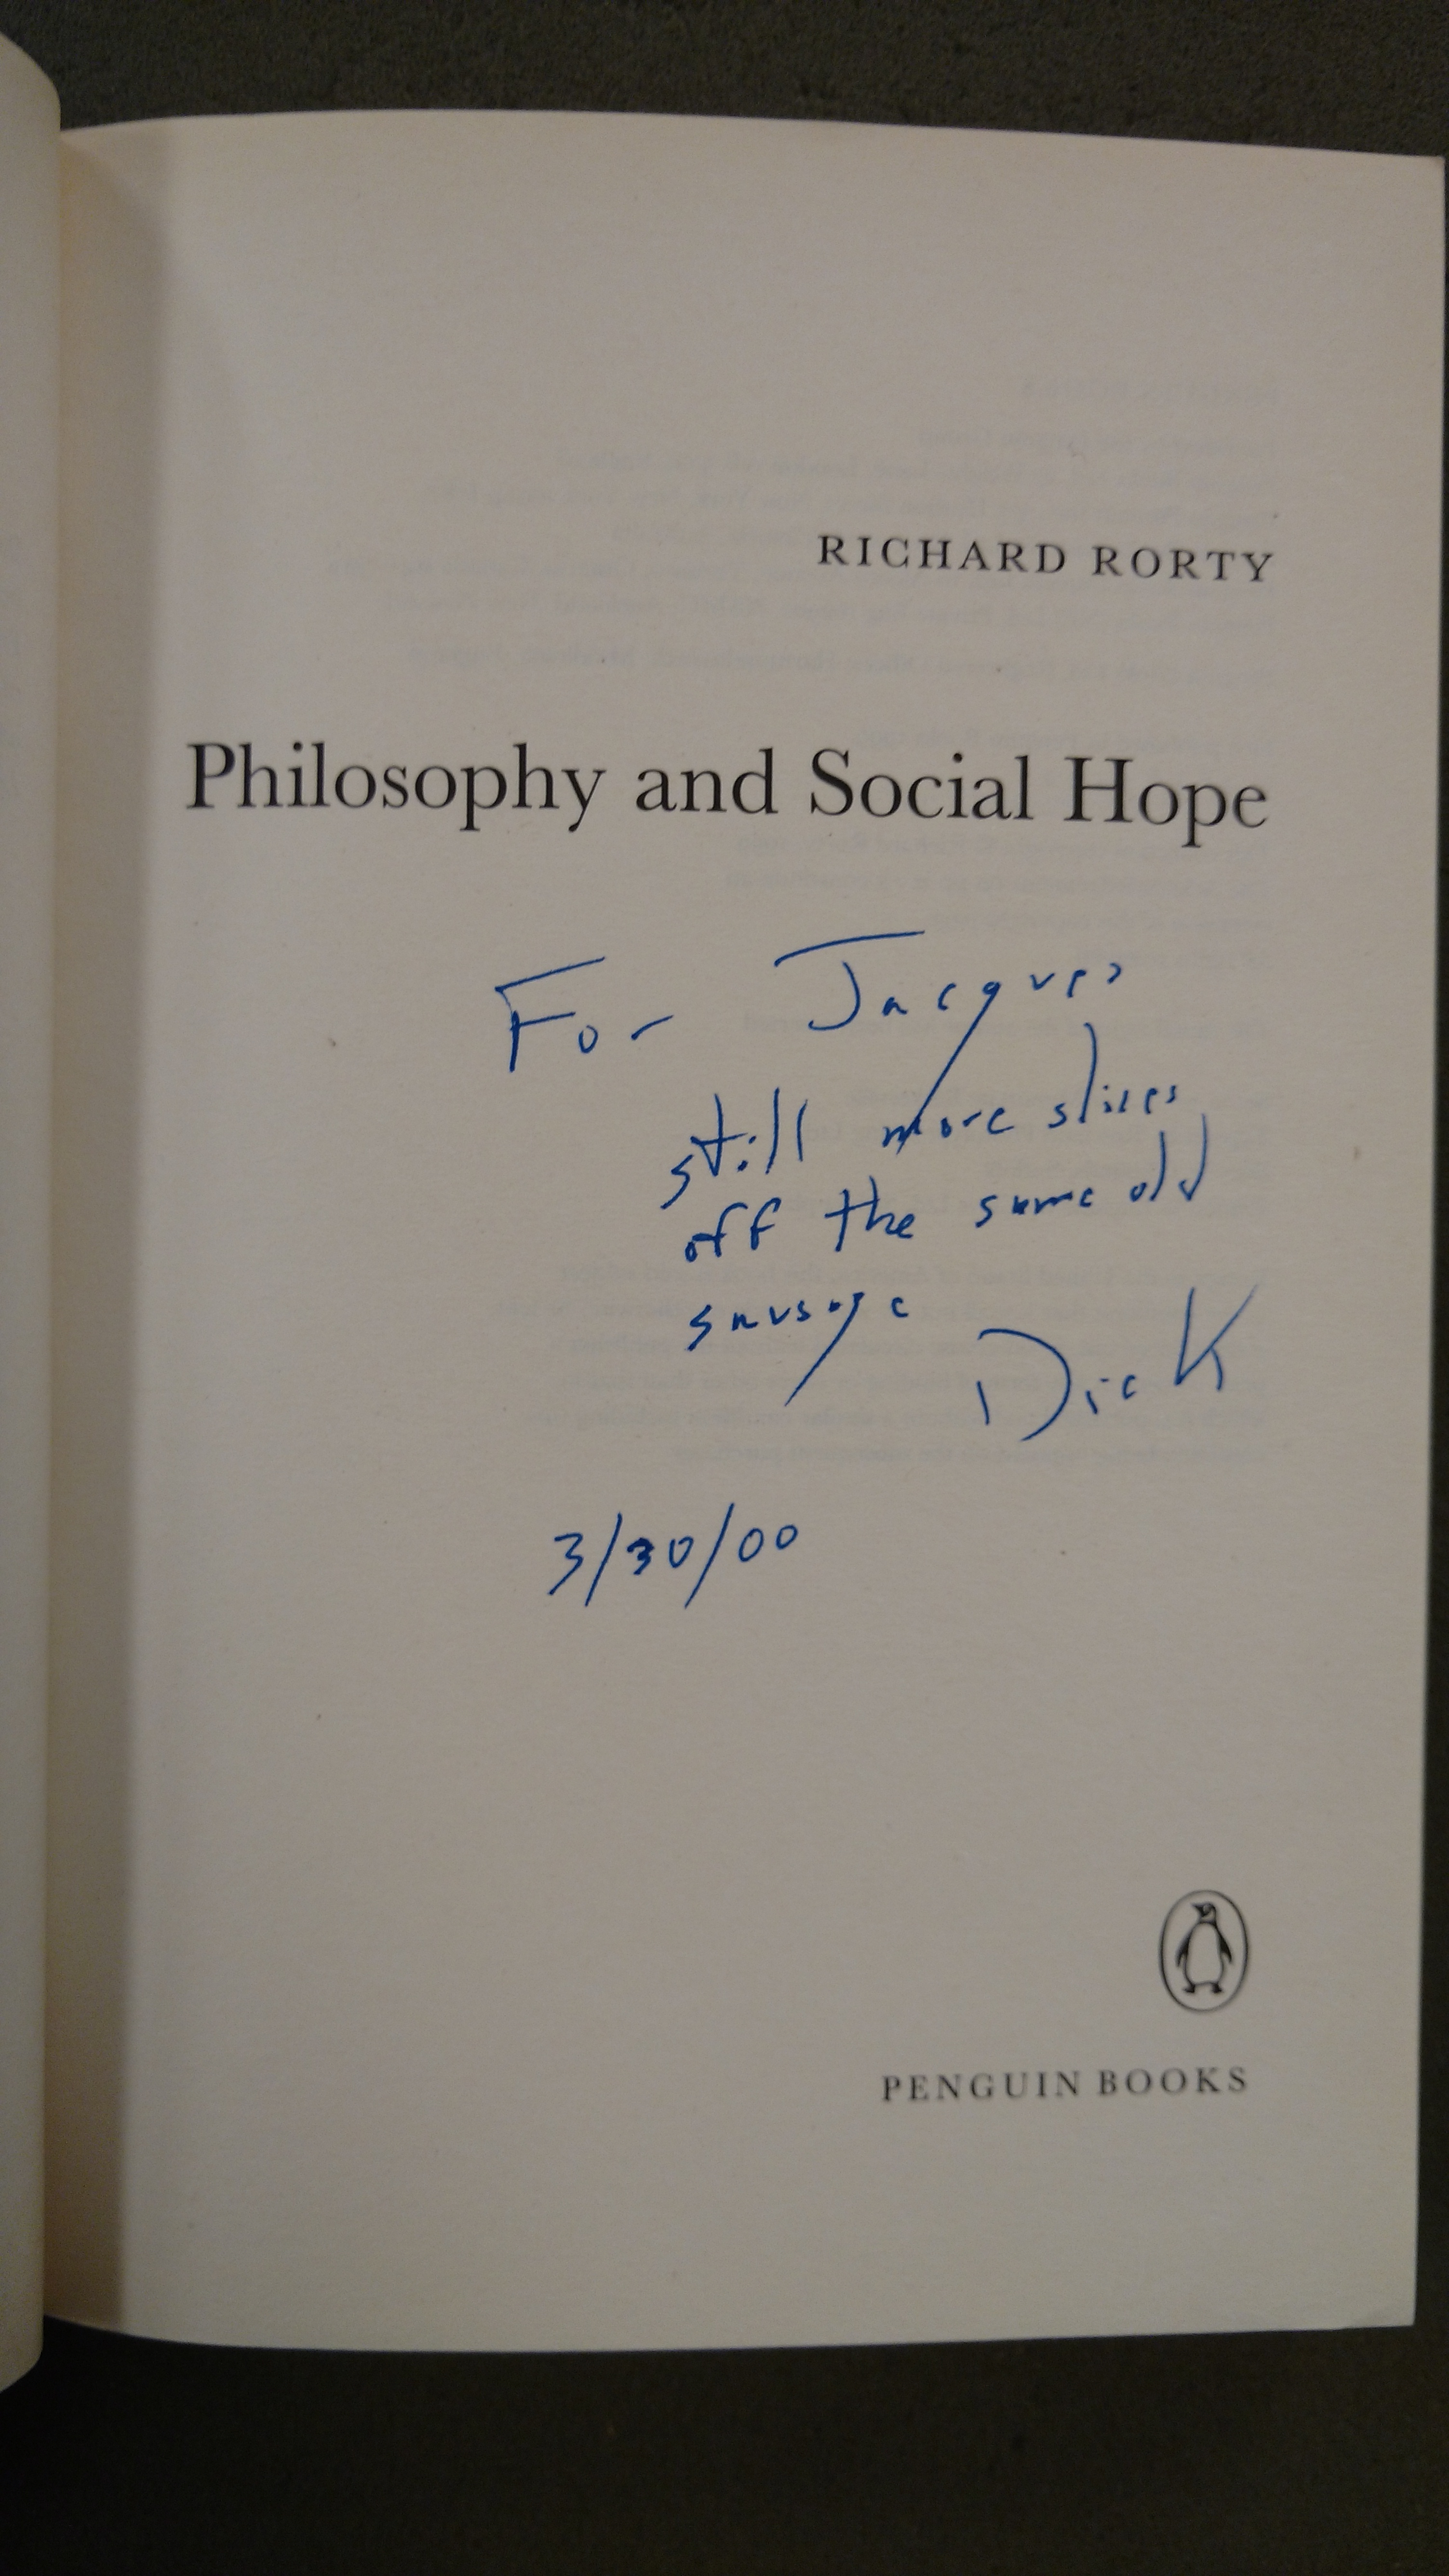 RICHARD RORTY
Philosophy and Social Hope
For Jacques
still more slices
off the same old
sausage
Dick
3/30/00
PENGUIN BOOKS